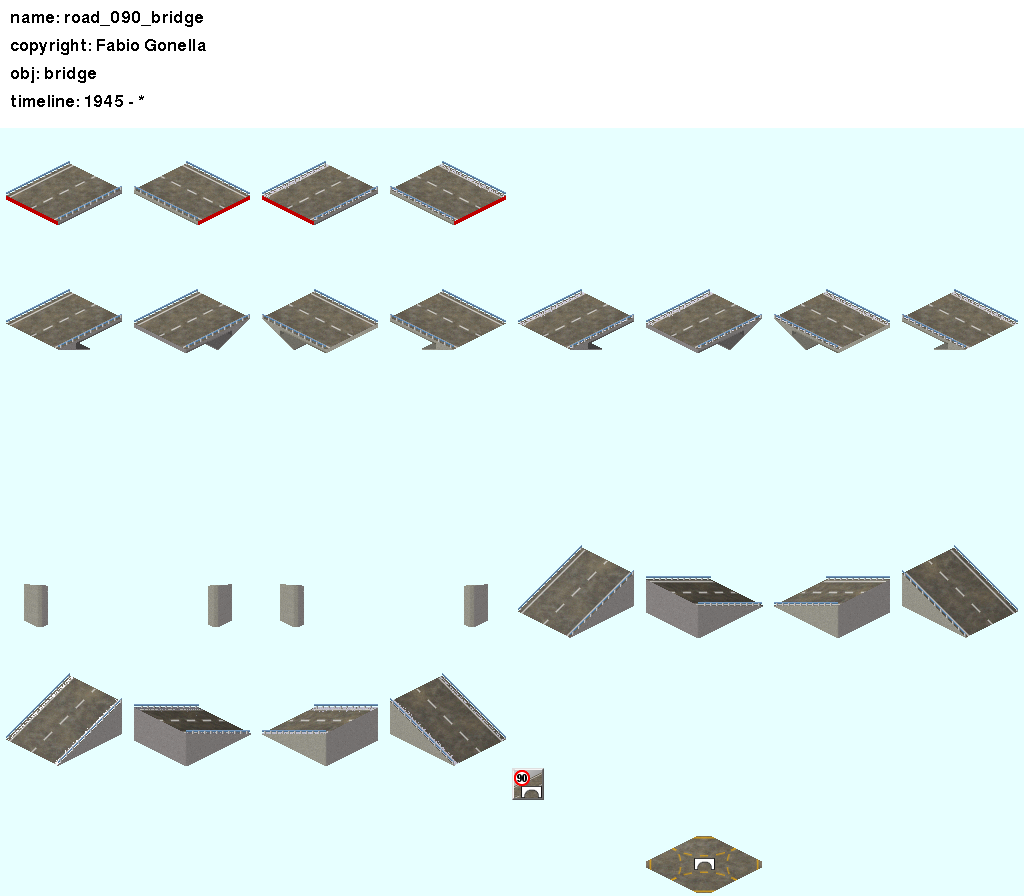 name: road_090_bridge
copyright: Fabio Gonella
obj: bridge
timeline: 1945 - *
90